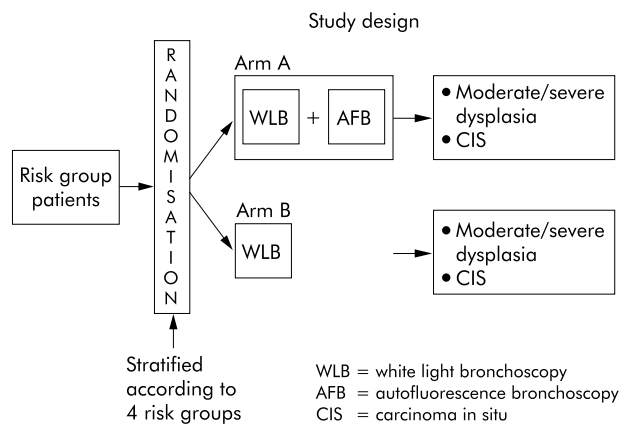 Study design
Risk group
patients
RANDOMISATION
Arm A
WLB + AFB
• Moderate/severe
dysplasia
• CIS
Arm B
WLB
• Moderate/severe
dysplasia
• CIS
Stratified
according to
4 risk groups
WLB = white light bronchoscopy
AFB = autofluorescence bronchoscopy
CIS = carcinoma in situ